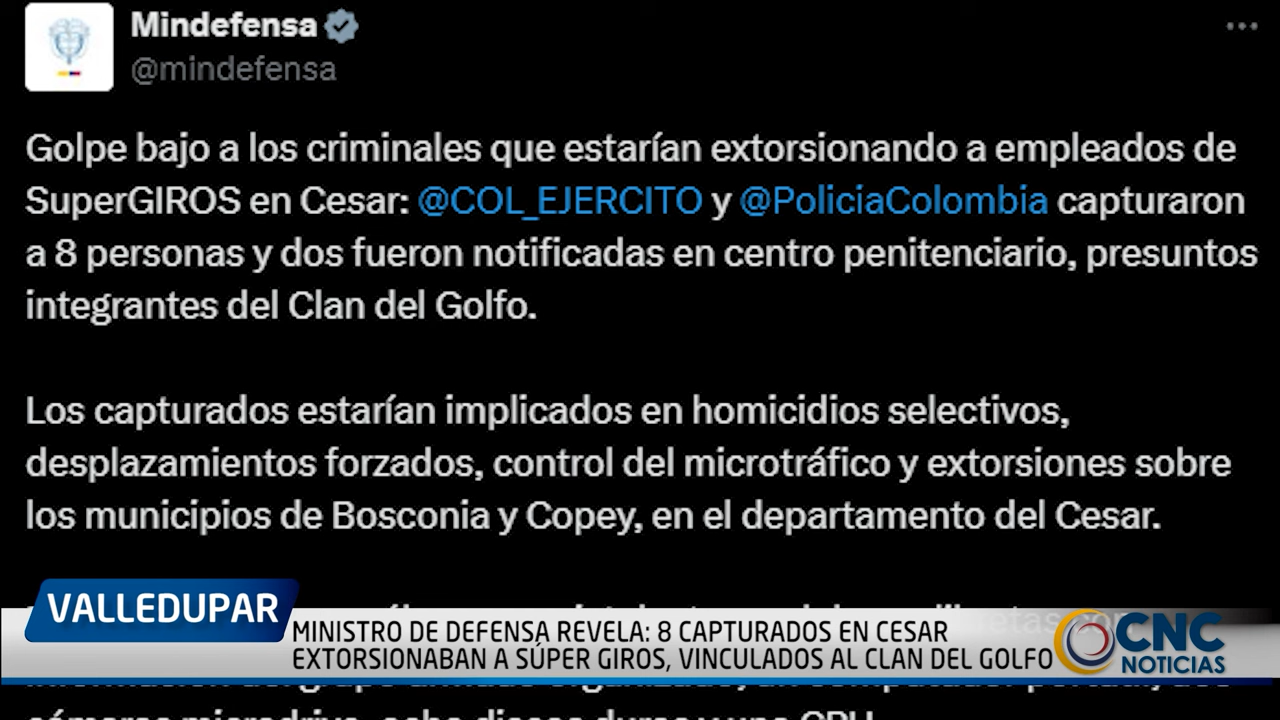 Mindefensa
@mindefensa
Golpe bajo a los criminales que estarían extorsionando a empleados de
SuperGIROS en Cesar: @COL_EJERCITO y @PoliciaColombia capturaron
a 8 personas y dos fueron notificadas en centro penitenciario, presuntos
integrantes del Clan del Golfo.
Los capturados estarían implicados en homicidios selectivos,
desplazamientos forzados, control del microtráfico y extorsiones sobre
los municipios de Bosconia y Copey, en el departamento del Cesar.
VALLEDUPAR
MINISTRO DE DEFENSA REVELA: 8 CAPTURADOS EN CESAR
EXTORSIONABAN A SÚPER GIROS, VINCULADOS AL CLAN DEL GOLFO
CNC
NOTICIAS